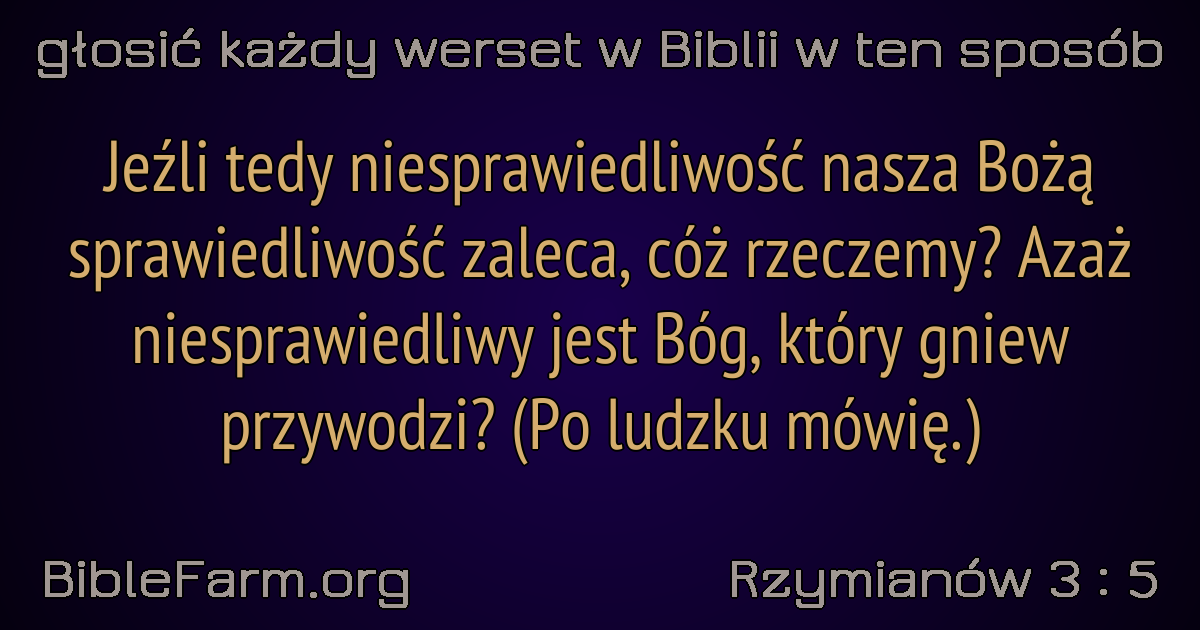 głosić każdy werset w Biblii w ten sposób
Jeźli tedy niesprawiedliwość nasza Bożą
sprawiedliwość zaleca, cóż rzeczemy? Azaż
niesprawiedliwy jest Bóg, który gniew
przywodzi? (Po ludzku mówię.)
BibleFarm.org
Rzymianów 3 : 5